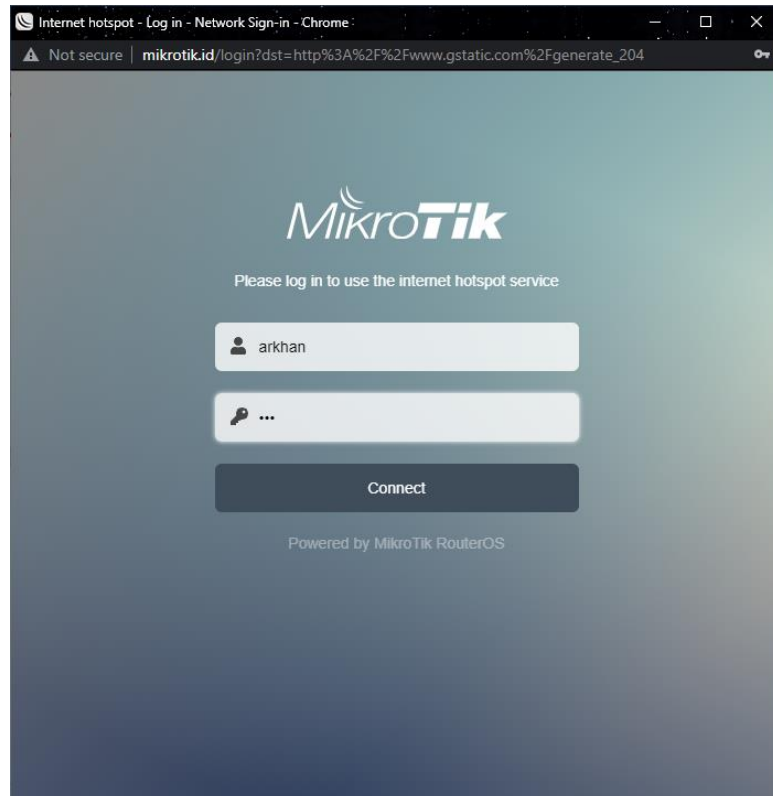 Internet hotspot - Log in - Network Sign-in - Chrome
Not secure | mikrotik.id/login?dst=http%3A%2F%2Fwww.gstatic.com%2Fgenerate_204
MikroTik
Please log in to use the internet hotspot service
arkhan
•••
Connect
Powered by MikroTik RouterOS